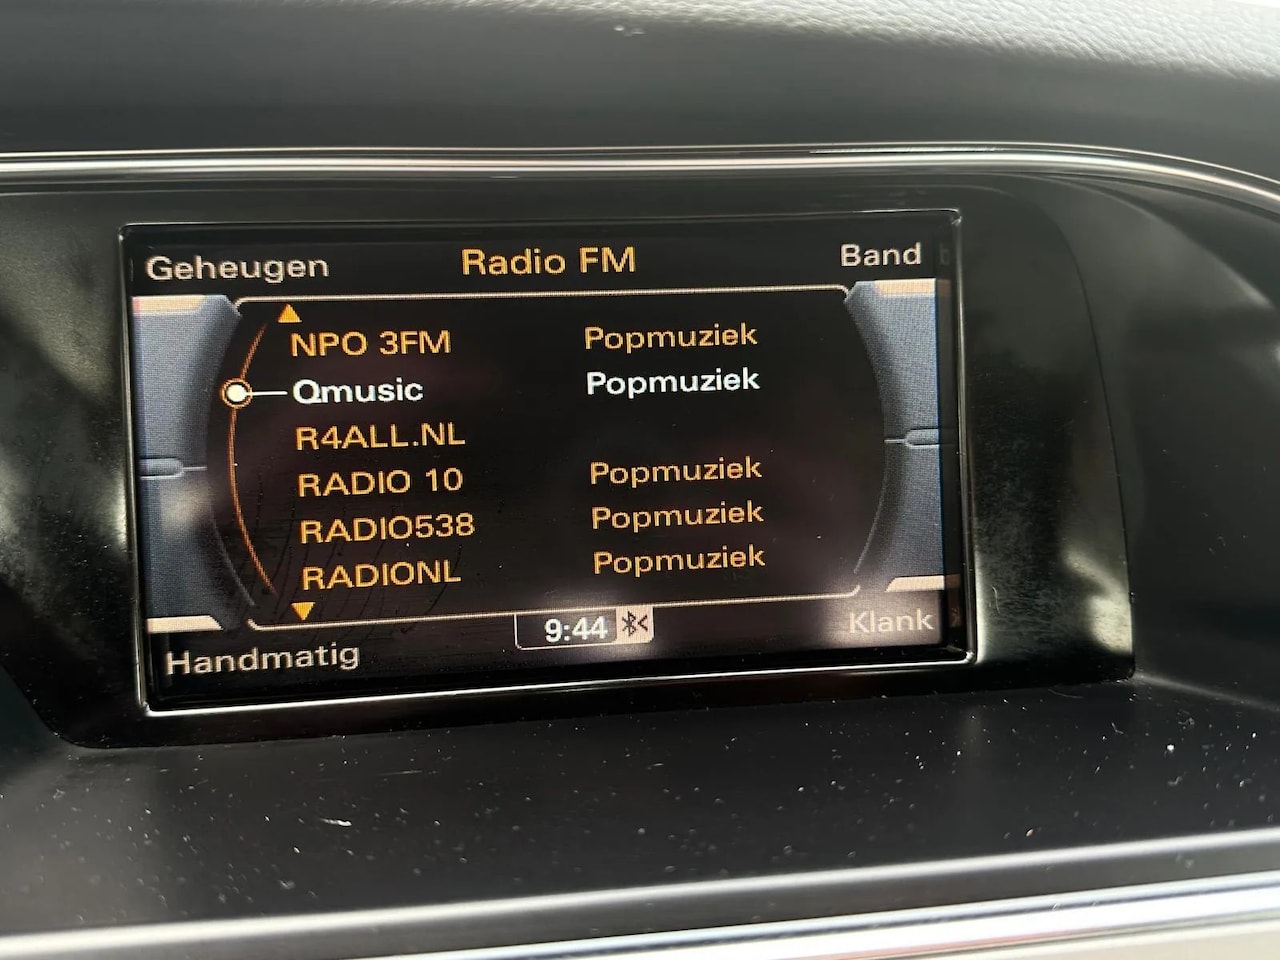 Geheugen Radio FM Band
NPO 3FM Popmuziek
Qmusic Popmuziek
R4ALL.NL
RADIO 10 Popmuziek
RADIO538 Popmuziek
RADIONL Popmuziek
9:44
Handmatig Klank